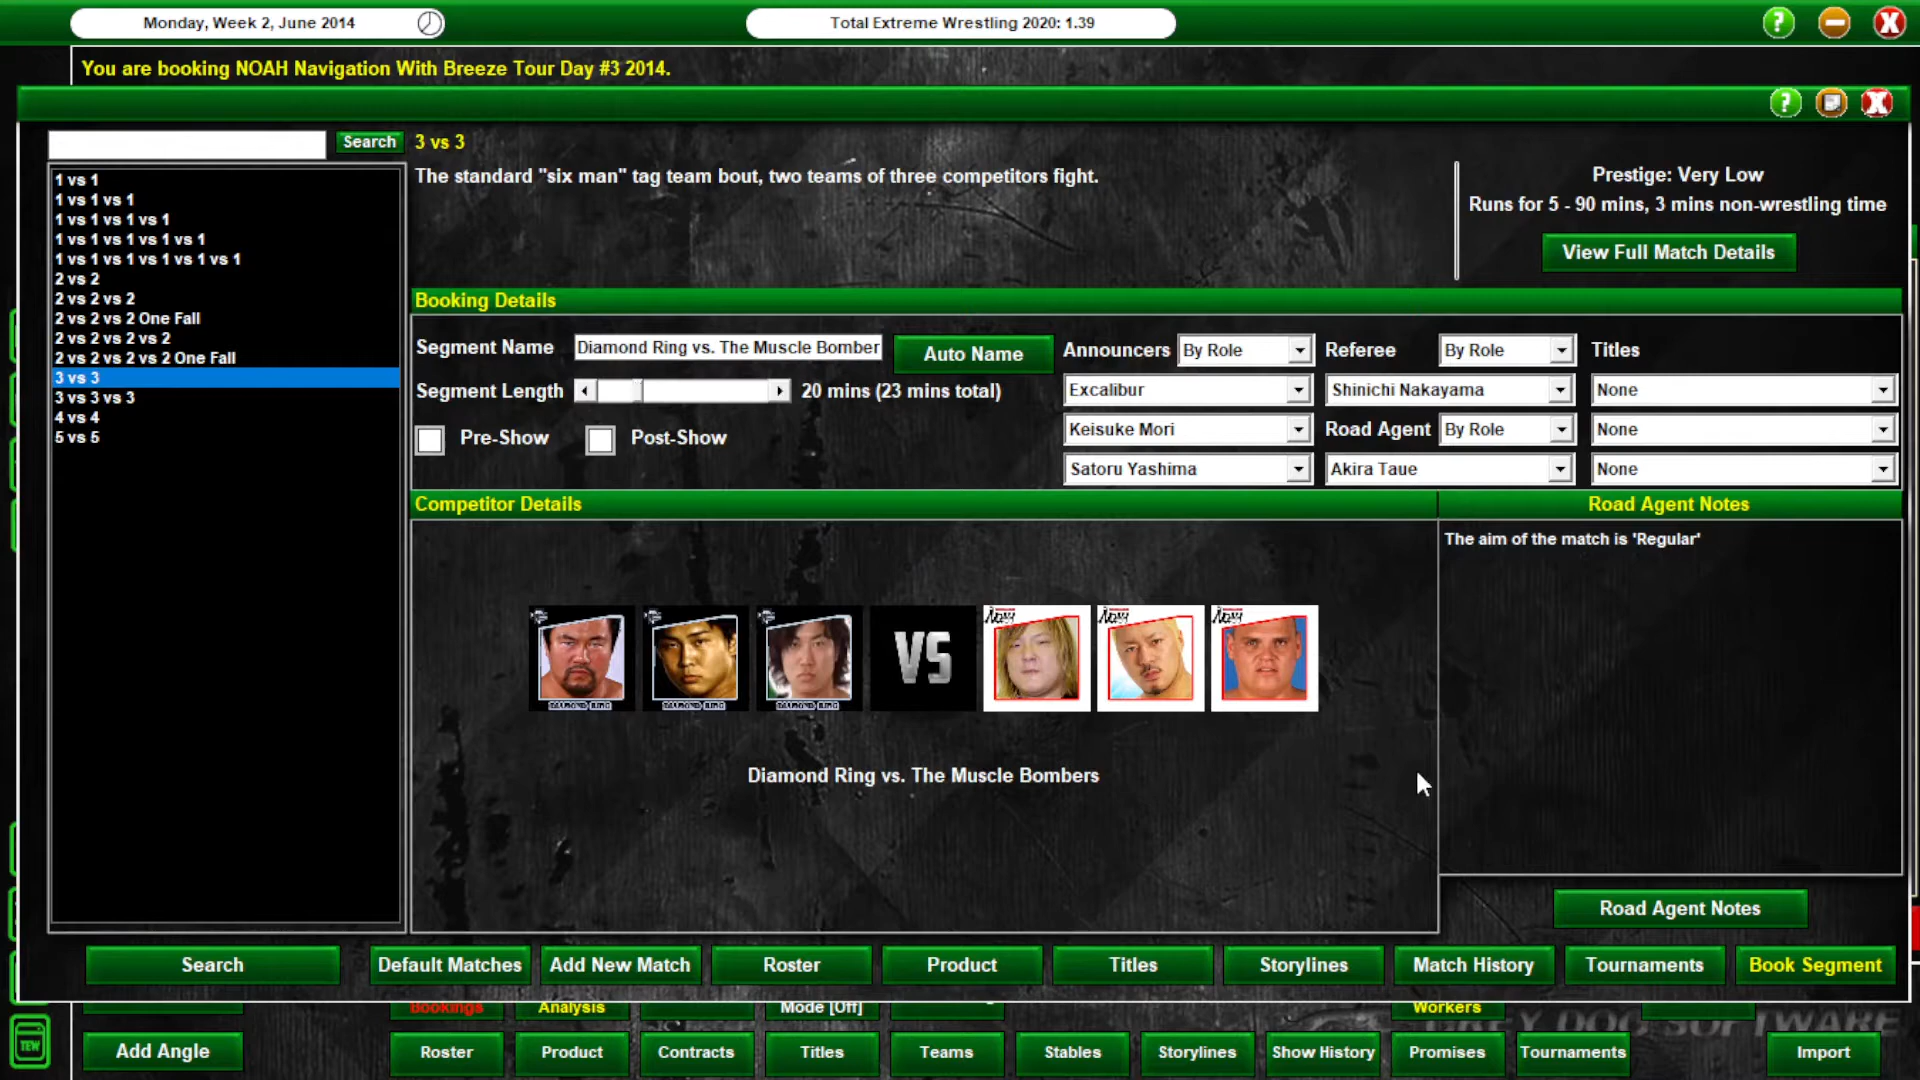 Monday, Week 2, June 2014
Total Extreme Wrestling 2020: 1.39
You are booking NOAH Navigation With Breeze Tour Day #3 2014.
Search
3 vs 3
The standard "six man" tag team bout, two teams of three competitors fight.
Prestige: Very Low
Runs for 5 - 90 mins, 3 mins non-wrestling time
View Full Match Details
1 vs 1
1 vs 1 vs 1
1 vs 1 vs 1 vs 1
1 vs 1 vs 1 vs 1 vs 1
1 vs 1 vs 1 vs 1 vs 1 vs 1
2 vs 2
2 vs 2 vs 2
2 vs 2 vs 2 One Fall
2 vs 2 vs 2 vs 2
2 vs 2 vs 2 vs 2 One Fall
3 vs 3
3 vs 3 vs 3
4 vs 4
5 vs 5
Booking Details
Segment Name
Diamond Ring vs. The Muscle Bomber
Auto Name
Announcers
By Role
Referee
By Role
Titles
Segment Length
20 mins (23 mins total)
Excalibur
Shinichi Nakayama
None
Pre-Show
Post-Show
Keisuke Mori
Road Agent
By Role
None
Satoru Yashima
Akira Taue
None
Competitor Details
Road Agent Notes
The aim of the match is 'Regular'
DIAMOND RING
DIAMOND RING
DIAMOND RING
VS
Diamond Ring vs. The Muscle Bombers
Road Agent Notes
Search
Default Matches
Add New Match
Roster
Product
Titles
Storylines
Match History
Tournaments
Book Segment
Bookings
Analysis
Mode [Off]
Workers
GREY DOG SOFTWARE
TEW
Add Angle
Roster
Product
Contracts
Titles
Teams
Stables
Storylines
Show History
Promises
Tournaments
Import